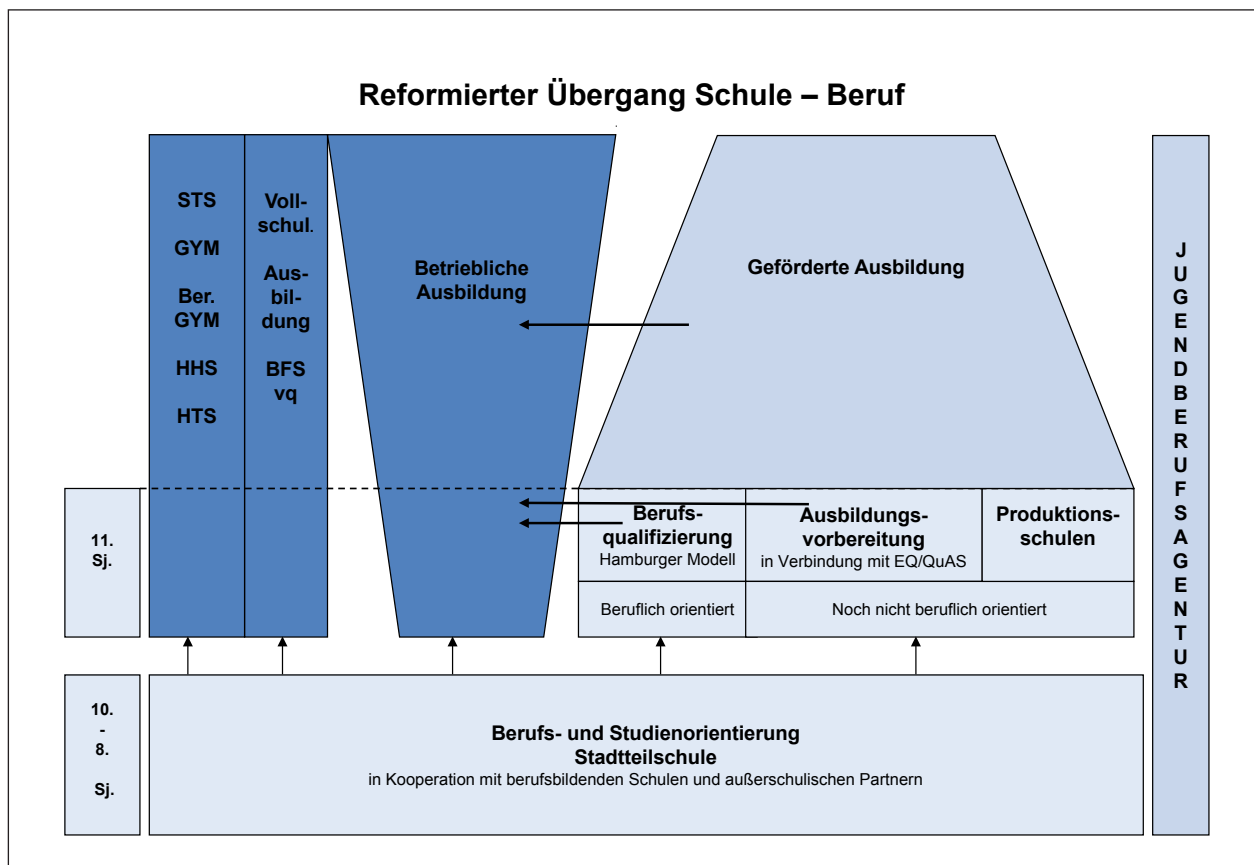 Reformierter Übergang Schule – Beruf
STS
GYM
Ber.
GYM
HHS
HTS
Voll-
schul.
Aus-
bil-
dung
BFS
vq
Betriebliche
Ausbildung
Geförderte Ausbildung
11.
Sj.
Berufs-
qualifizierung
Hamburger Modell
Ausbildungs-
vorbereitung
in Verbindung mit EQ/QuAS
Produktions-
schulen
Beruflich orientiert
Noch nicht beruflich orientiert
10.
-
8.
Sj.
Berufs- und Studienorientierung
Stadtteilschule
in Kooperation mit berufsbildenden Schulen und außerschulischen Partnern
J
U
G
E
N
D
B
E
R
U
F
S
A
G
E
N
T
U
R